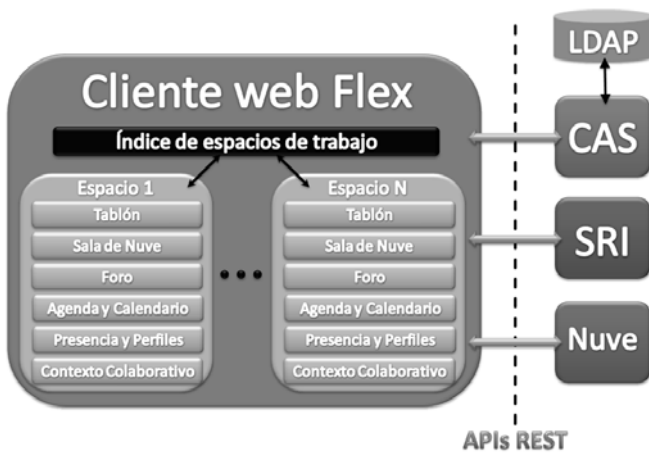 Cliente web Flex
Índice de espacios de trabajo
Espacio 1
Tablón
Sala de Nuve
Foro
Agenda y Calendario
Presencia y Perfiles
Contexto Colaborativo
Espacio N
Tablón
Sala de Nuve
Foro
Agenda y Calendario
Presencia y Perfiles
Contexto Colaborativo
LDAP
CAS
SRI
Nuve
APIs REST